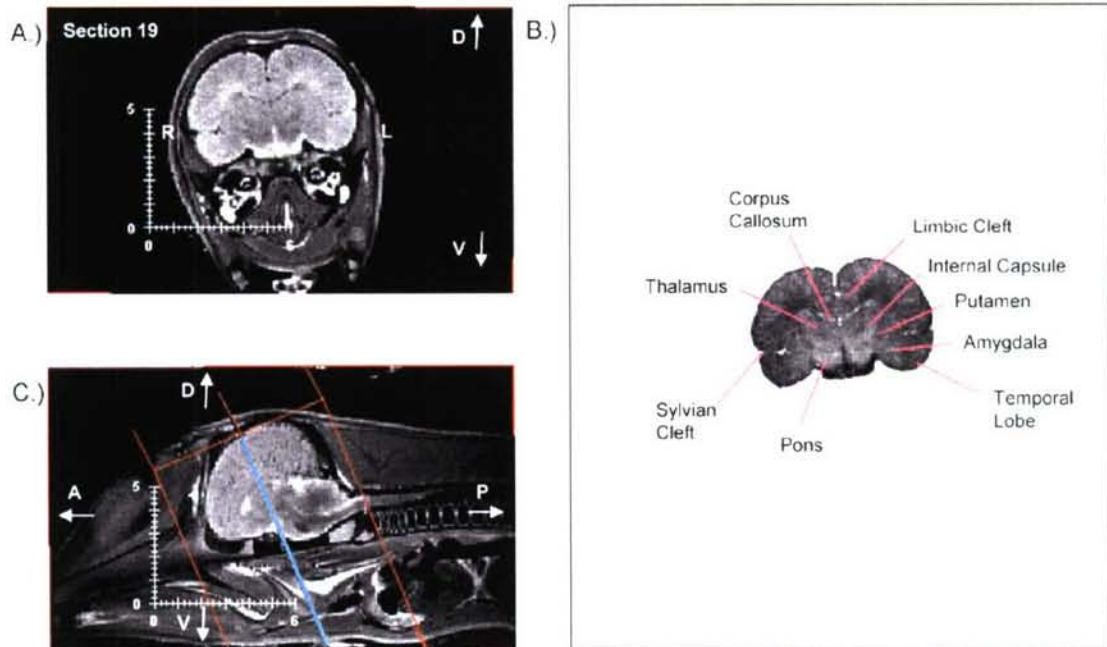 A.)
Section 19
D
5
R
L
0
0
6
V
B.)
Corpus
Callosum
Limbic Cleft
Internal Capsule
Thalamus
Putamen
Amygdala
Temporal
Lobe
Sylvian
Cleft
Pons
C.)
D
A
5
P
0
0
V
- 6